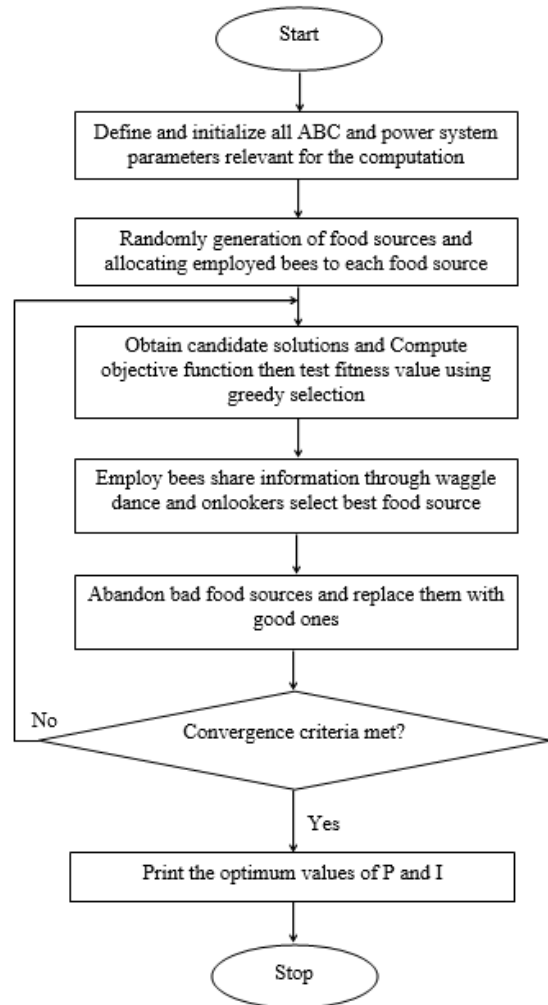 Start
Define and initialize all ABC and power system
parameters relevant for the computation
Randomly generation of food sources and
allocating employed bees to each food source
Obtain candidate solutions and Compute
objective function then test fitness value using
greedy selection
Employ bees share information through waggle
dance and onlookers select best food source
Abandon bad food sources and replace them with
good ones
No
Convergence criteria met?
Yes
Print the optimum values of P and I
Stop